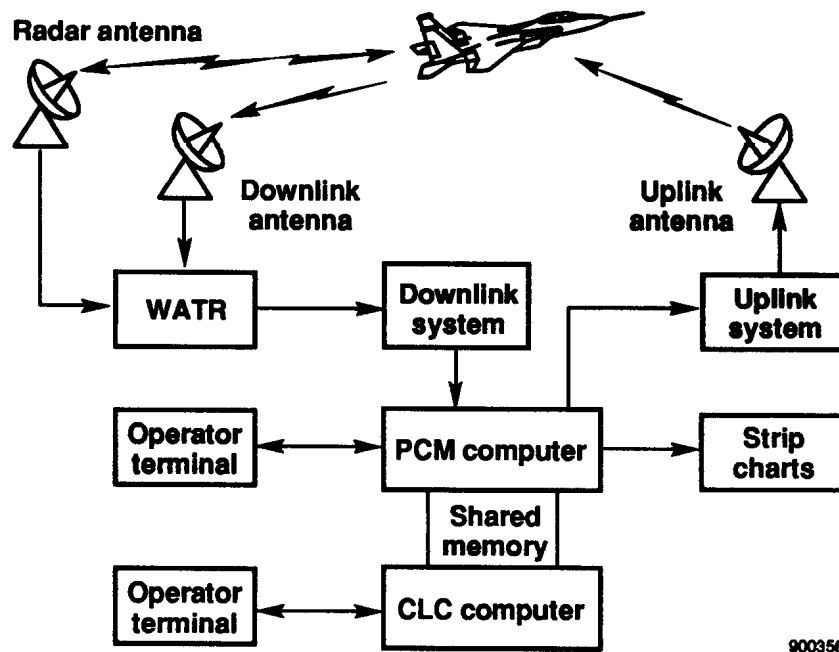 Radar antenna
Downlink
antenna
Uplink
antenna
WATR
Downlink
system
Uplink
system
Operator
terminal
PCM computer
Strip
charts
Shared
memory
Operator
terminal
CLC computer
900356